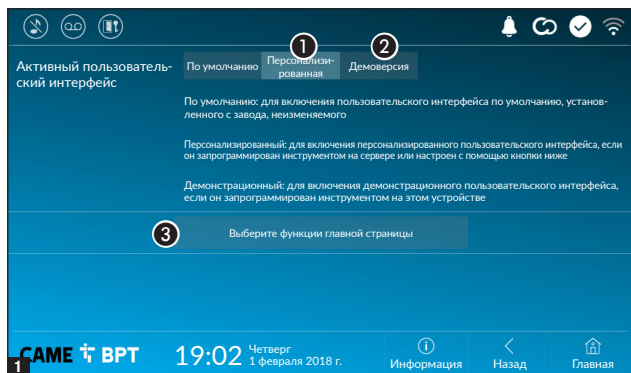 1
2
Активный пользователь-
ский интерфейс
По умолчанию
Персонализи-
рованная
Демоверсия
По умолчанию: для включения пользовательского интерфейса по умолчанию, установ-
ленного с завода, неизменяемого
Персонализированный: для включения персонализированного пользовательского интерфейса, если
он запрограммирован инструментом на сервере или настроен с помощью кнопки ниже
Демонстрационный: для включения демонстрационного пользовательского интерфейса,
если он запрограммирован инструментом на этом устройстве
3
Выберите функции главной страницы
CAME BPT
19:02
Четверг
1 февраля 2018 г.
Информация
Назад
Главная
1